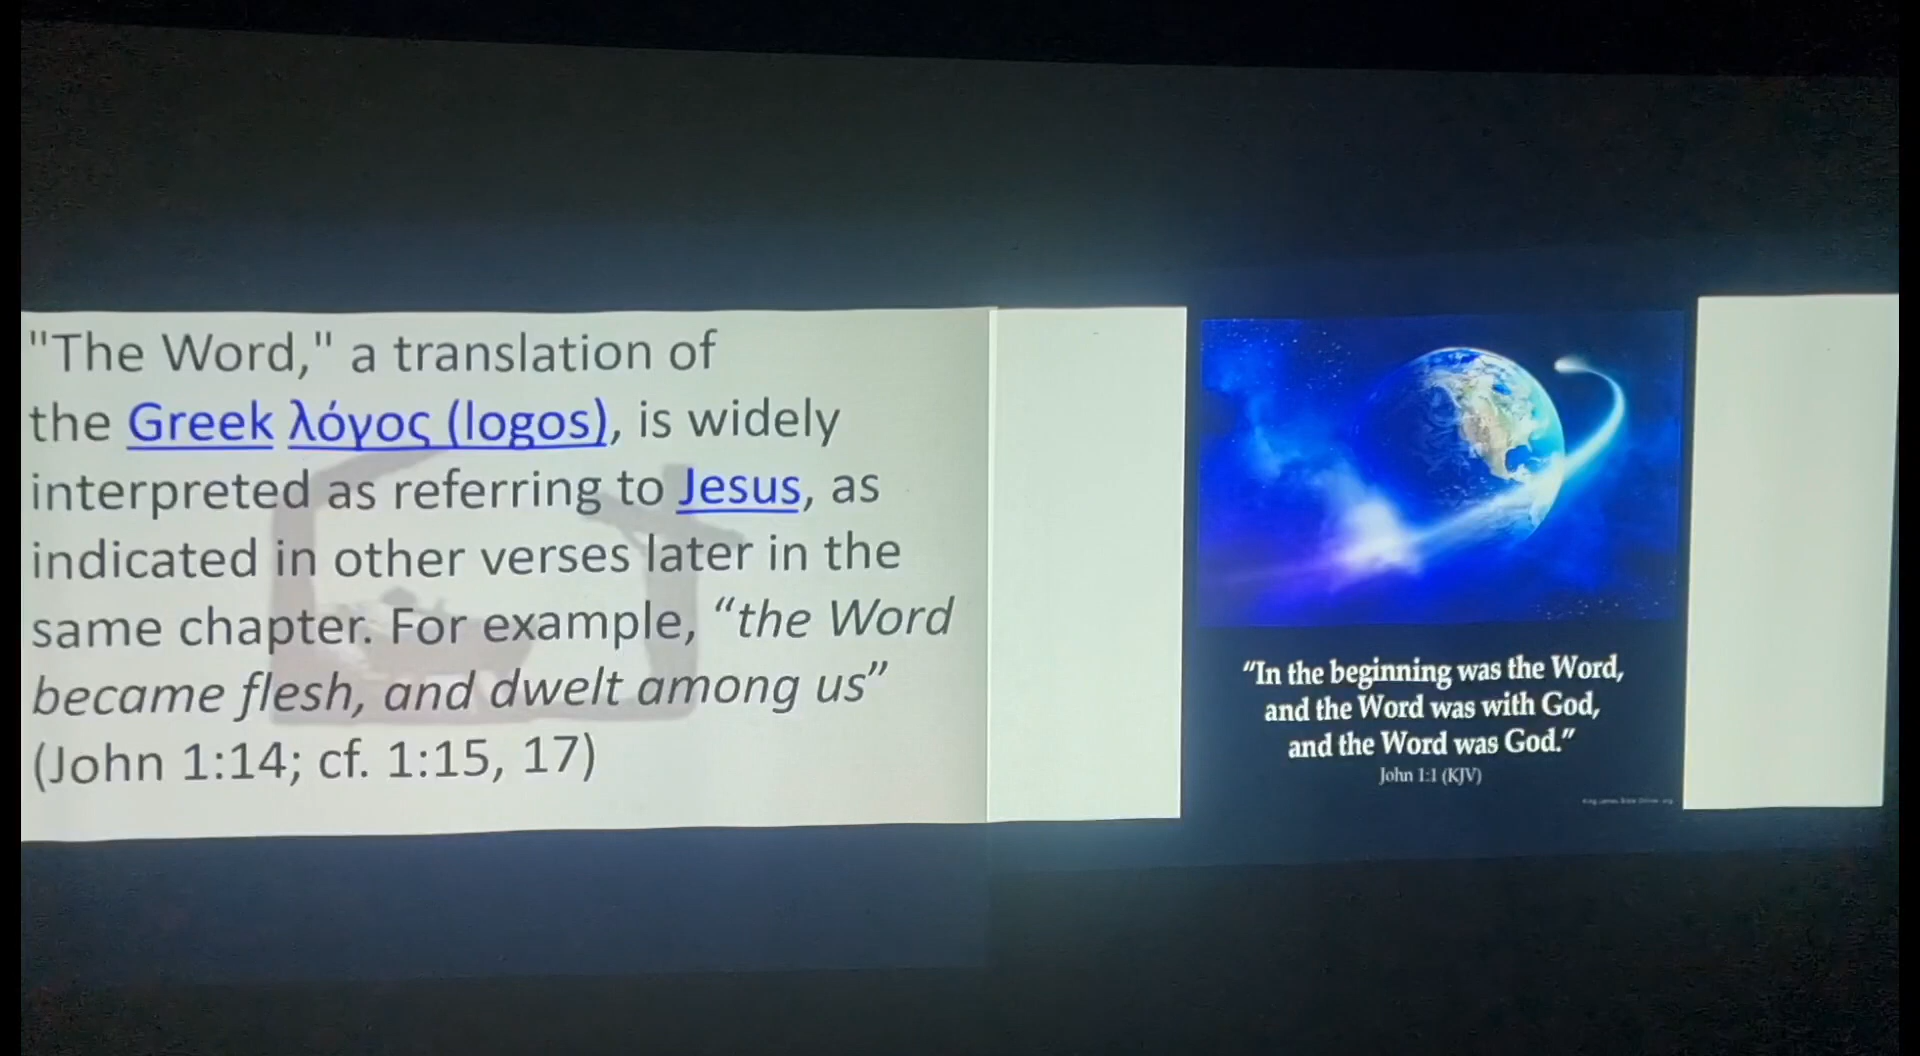 "The Word," a translation of
the Greek λόγος (logos), is widely
interpreted as referring to Jesus, as
indicated in other verses later in the
same chapter. For example, “the Word
became flesh, and dwelt among us”
(John 1:14; cf. 1:15, 17)
“In the beginning was the Word,
and the Word was with God,
and the Word was God.”
John 1:1 (KJV)